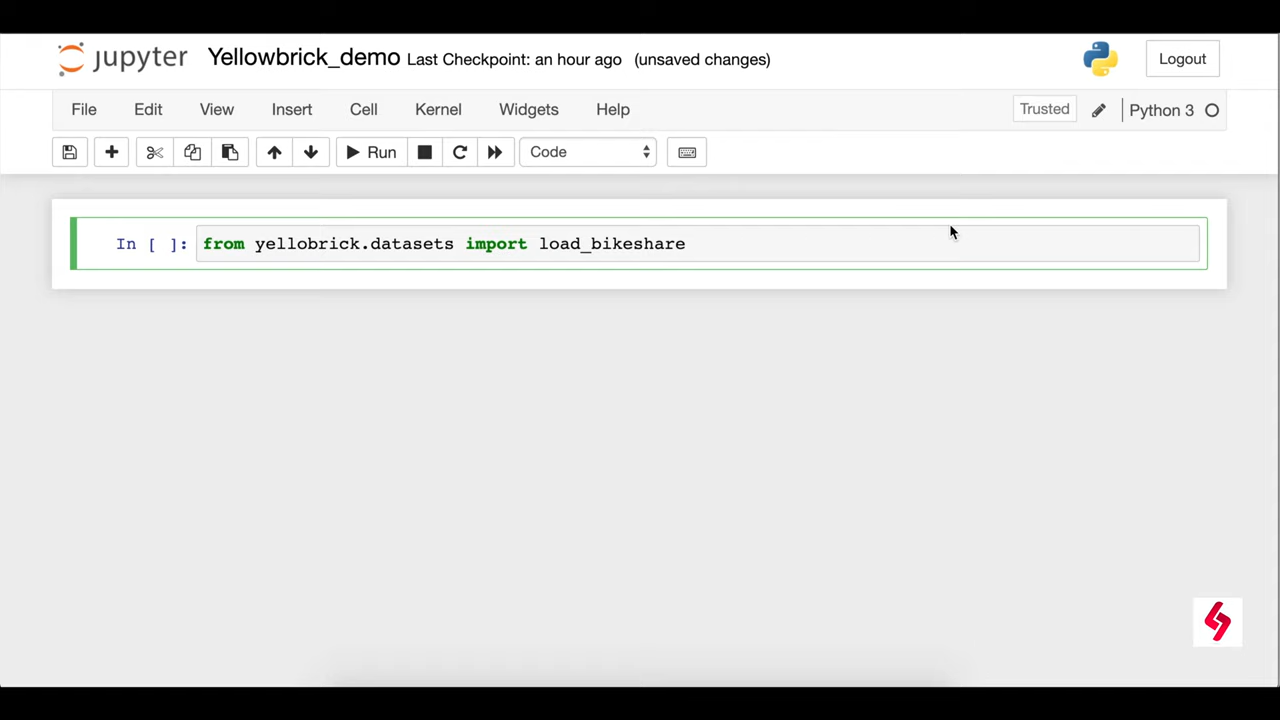 jupyter Yellowbrick_demo Last Checkpoint: an hour ago (unsaved changes) Logout
File Edit View Insert Cell Kernel Widgets Help Trusted Python 3
Run Code
In [ ]: from yellobrick.datasets import load_bikeshare